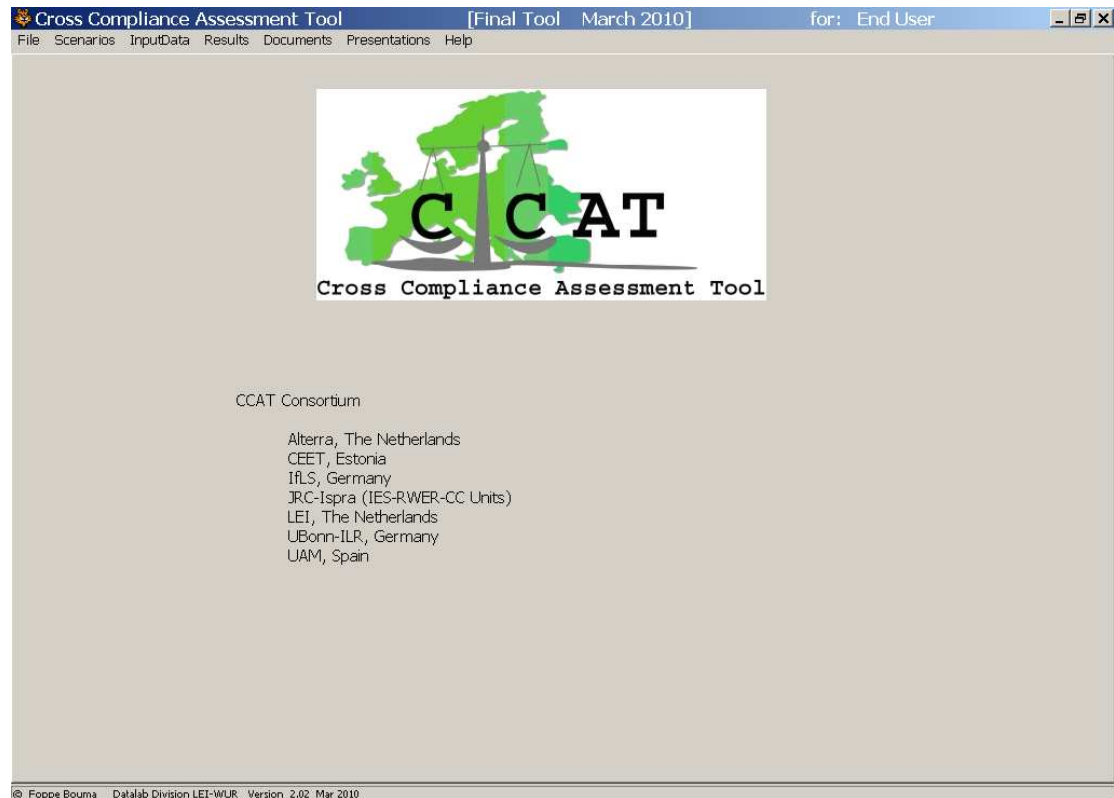 Cross Compliance Assessment Tool [Final Tool March 2010] for: End User
File Scenarios InputData Results Documents Presentations Help
C C AT
Cross Compliance Assessment Tool
CCAT Consortium
Alterra, The Netherlands
CEET, Estonia
IfLS, Germany
JRC-Ispra (IES-RWER-CC Units)
LEI, The Netherlands
UBonn-ILR, Germany
UAM, Spain
© Foppe Bouma Datalab Division LEI-WUR Version 2.02 Mar 2010